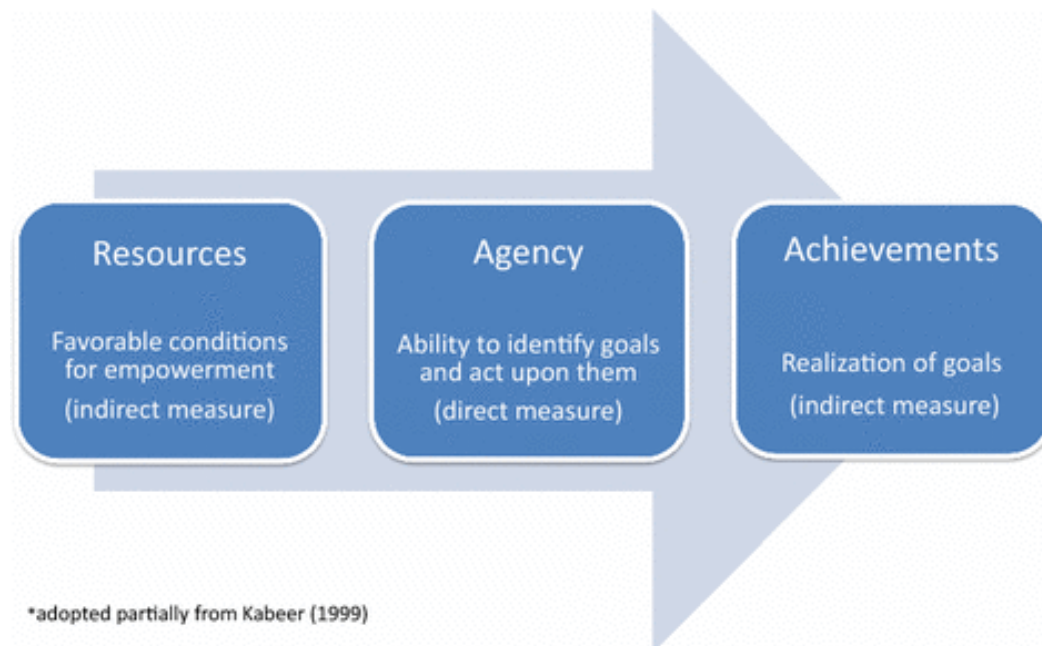 Resources
Favorable conditions
for empowerment
(indirect measure)
Agency
Ability to identify goals
and act upon them
(direct measure)
Achievements
Realization of goals
(indirect measure)
*adopted partially from Kabeer (1999)